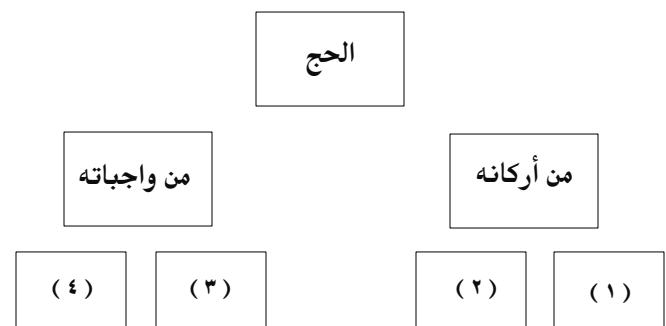 الحج
من أركانه
من واجباته
( ١ )
( ٢ )
( ٣ )
( ٤ )